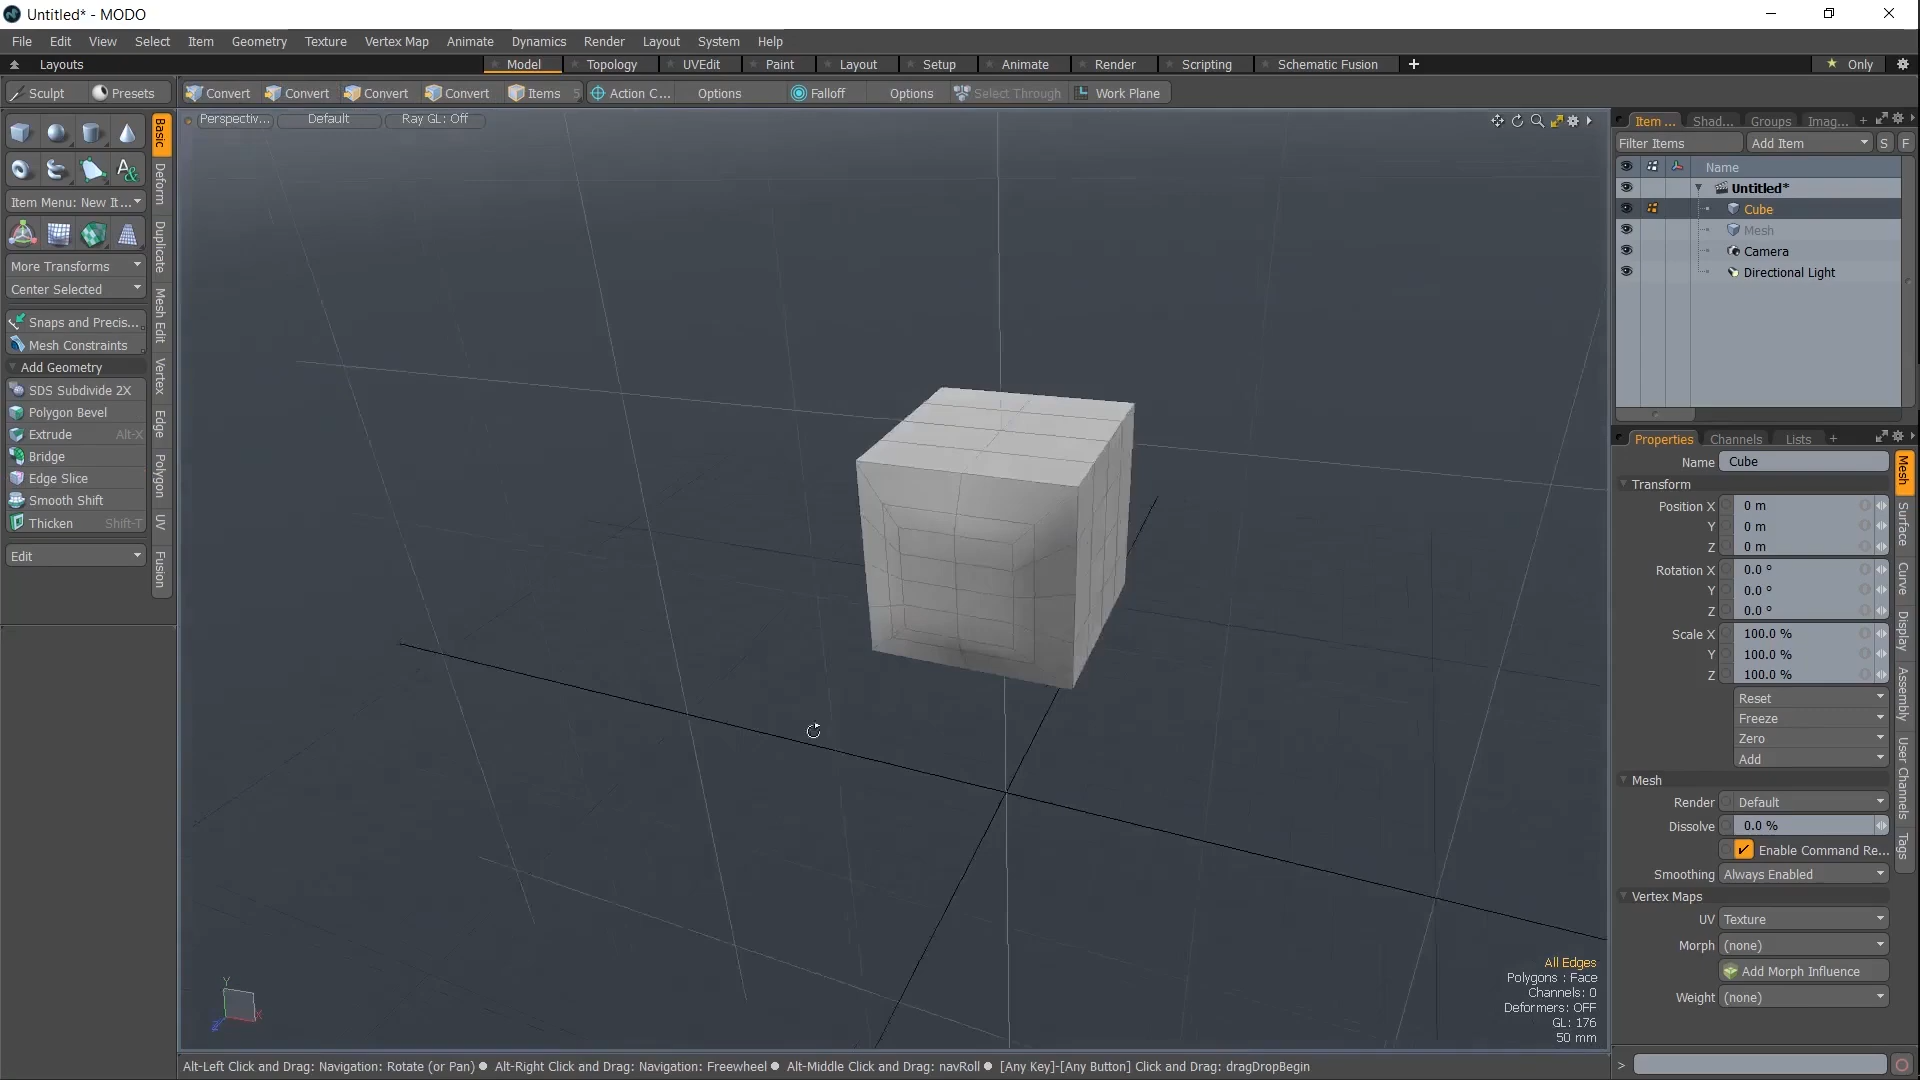 Untitled* - MODO
File Edit View Select Item Geometry Texture Vertex Map Animate Dynamics Render Layout System Help
Layouts Model Topology UVEdit Paint Layout Setup Animate Render Scripting Schematic Fusion + Only
Sculpt Presets Convert Convert Convert Convert Items 5 Action C... Options Falloff Options Select Through Work Plane
Perspectiv... Default Ray GL: Off
Basic
Deform
Duplicate
Mesh Edit
Vertex
Edge
Polygon
UV
Fusion
Item Menu: New It...
More Transforms
Center Selected
Snaps and Precis...
Mesh Constraints
Add Geometry
SDS Subdivide 2X
Polygon Bevel
Extrude Alt-X
Bridge
Edge Slice
Smooth Shift
Thicken Shift-T
Edit
Y
X
Z
All Edges
Polygons : Face
Channels: 0
Deformers: OFF
GL: 176
50 mm
Item ... Shad... Groups Imag... +
Filter Items Add Item S F
Name
Untitled*
Cube
Mesh
Camera
Directional Light
Properties Channels Lists +
Name Cube
Transform
Position X 0 m
Y 0 m
Z 0 m
Rotation X 0.0 °
Y 0.0 °
Z 0.0 °
Scale X 100.0 %
Y 100.0 %
Z 100.0 %
Reset
Freeze
Zero
Add
Mesh
Render Default
Dissolve 0.0 %
Enable Command Re...
Smoothing Always Enabled
Vertex Maps
UV Texture
Morph (none)
Add Morph Influence
Weight (none)
Mesh
Surface
Curve
Display
Assembly
User Channels
Tags
Alt-Left Click and Drag: Navigation: Rotate (or Pan) ● Alt-Right Click and Drag: Navigation: Freewheel ● Alt-Middle Click and Drag: navRoll ● [Any Key]-[Any Button] Click and Drag: dragDropBegin
>